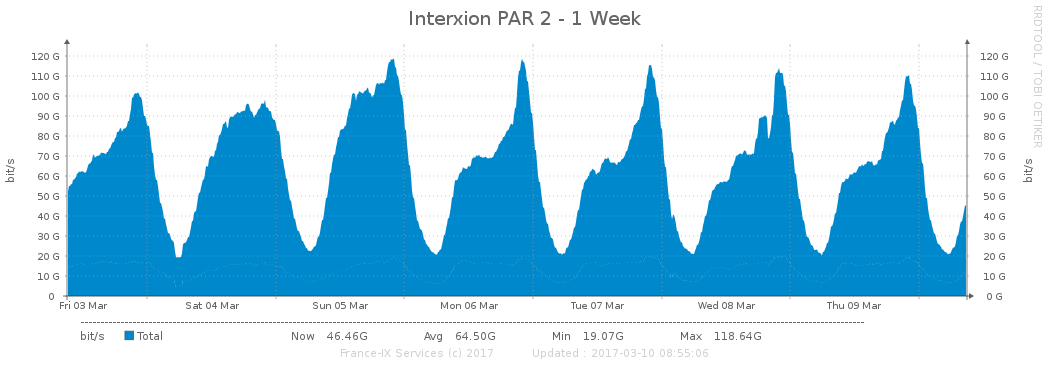 Interxion PAR 2 - 1 Week
RRDTOOL / TOBI OETIKER
bit/s
120 G
110 G
100 G
90 G
80 G
70 G
60 G
50 G
40 G
30 G
20 G
10 G
0
120 G
110 G
100 G
90 G
80 G
70 G
60 G
50 G
40 G
30 G
20 G
10 G
0 G
bit/s
Fri 03 Mar Sat 04 Mar Sun 05 Mar Mon 06 Mar Tue 07 Mar Wed 08 Mar Thu 09 Mar
bit/s Total Now 46.46G Avg 64.50G Min 19.07G Max 118.64G
France-IX Services (c) 2017 Updated : 2017-03-10 08:55:06